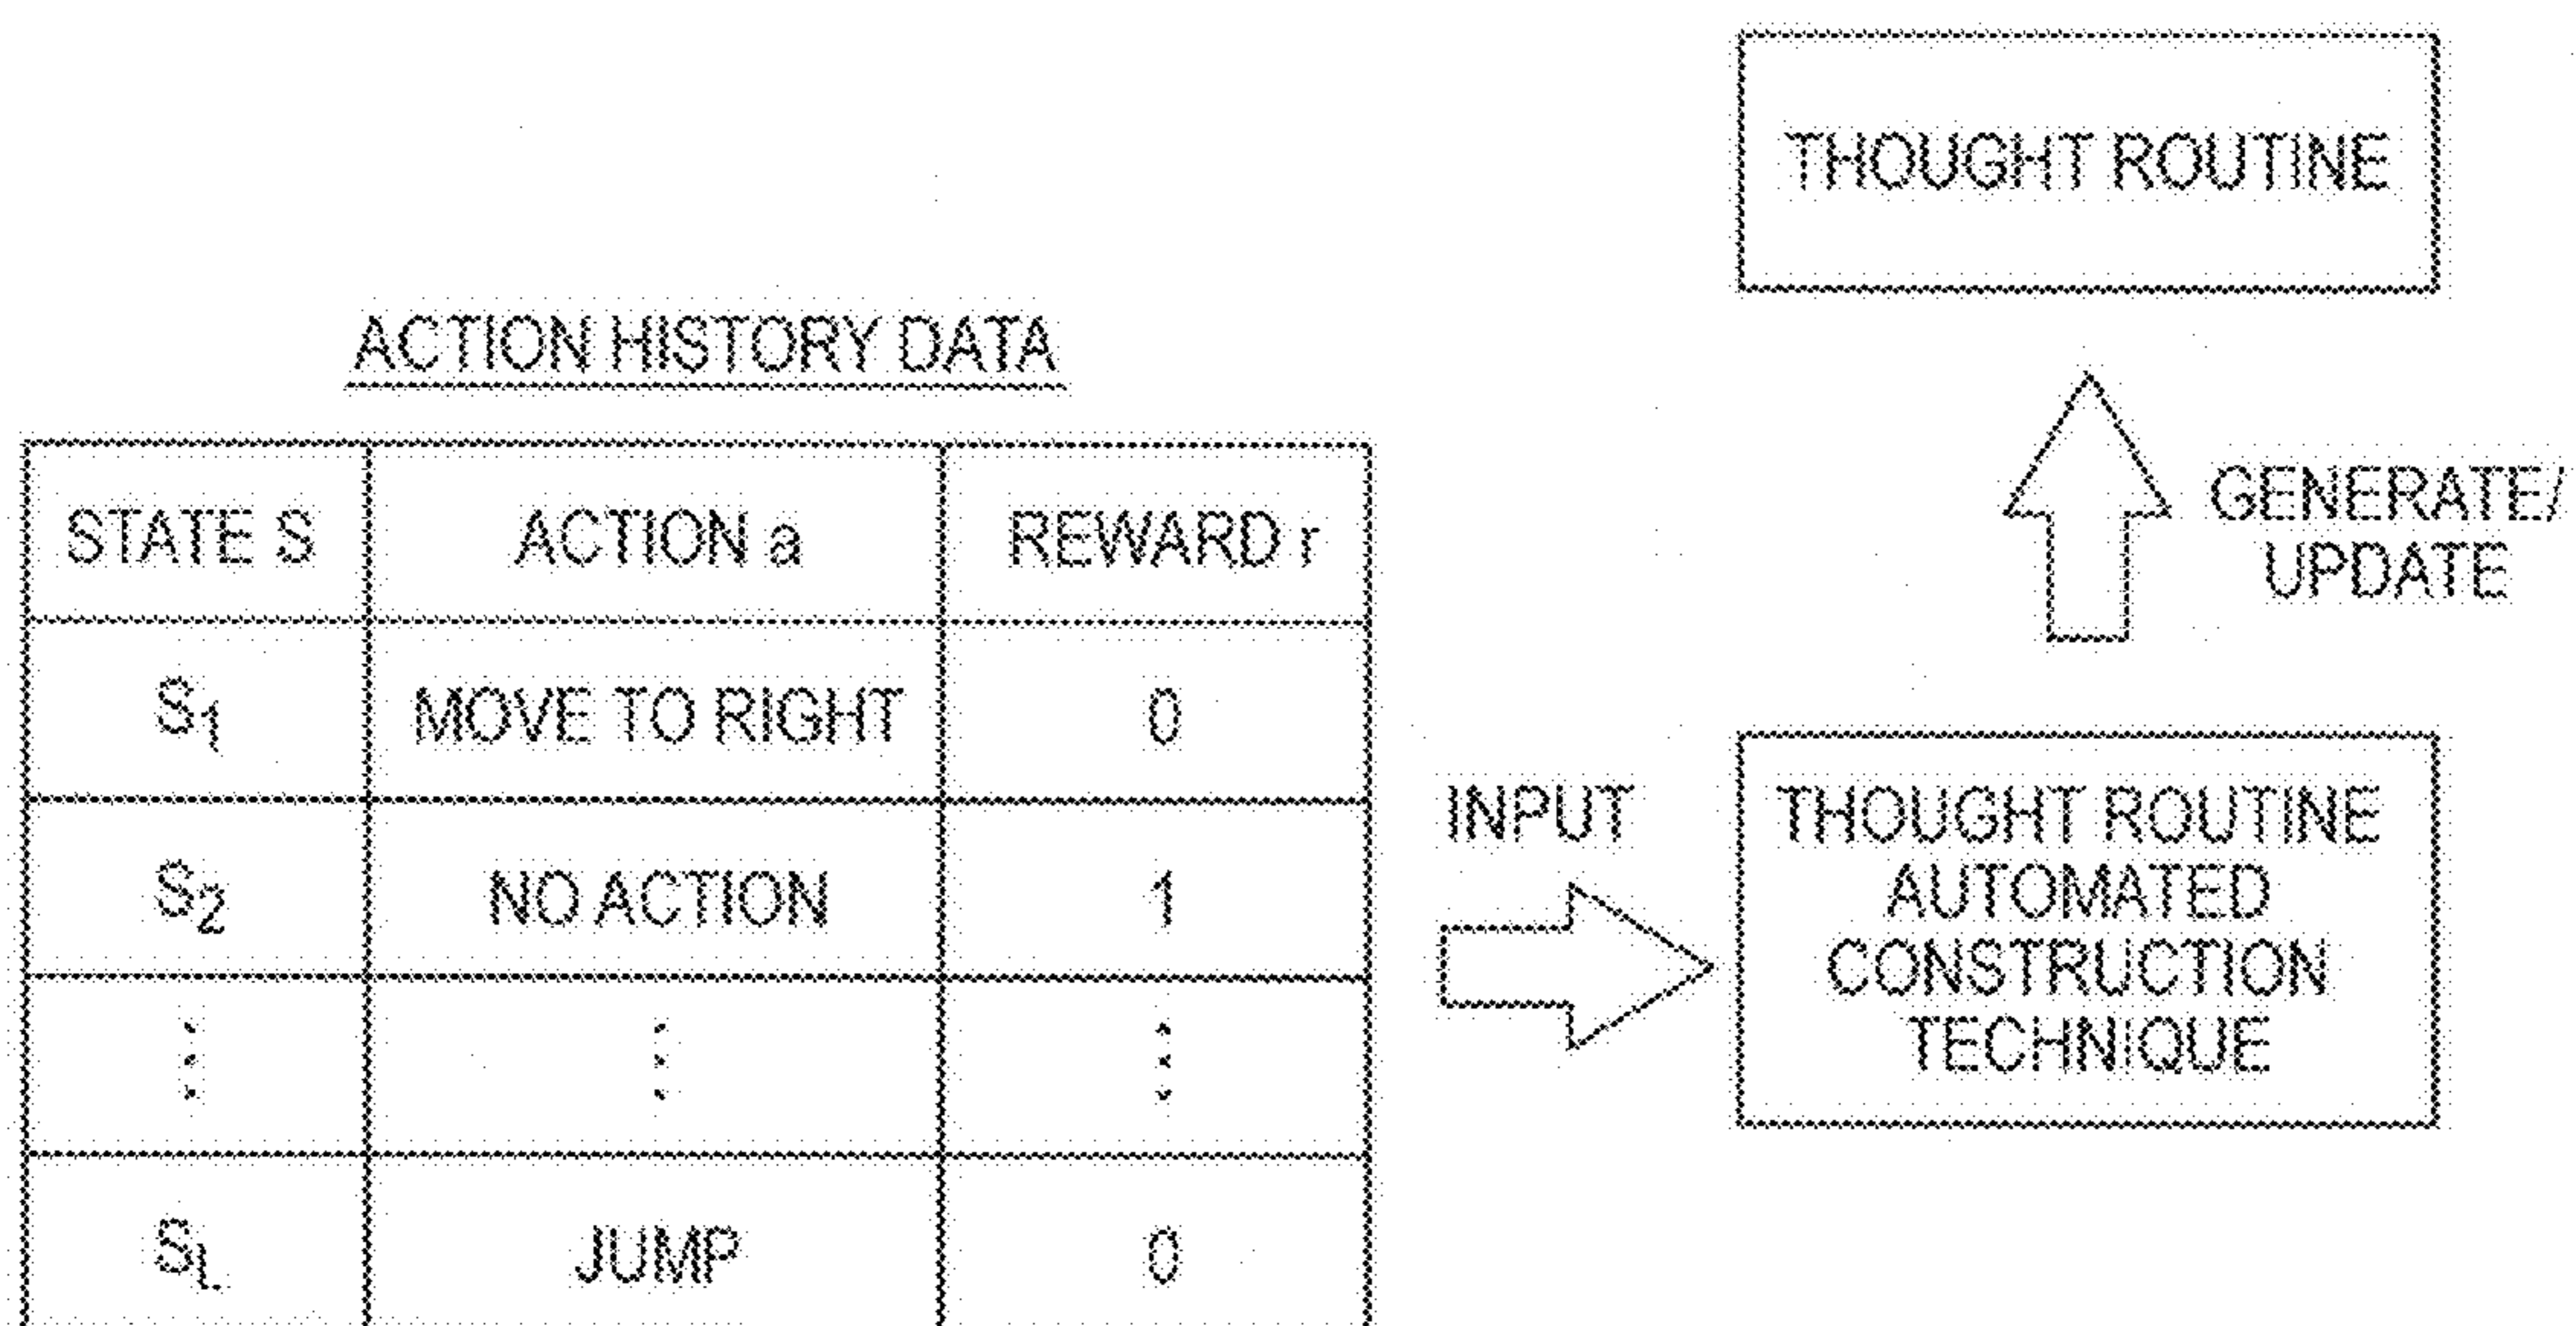 THOUGHT ROUTINE
ACTION HISTORY DATA
GENERATE/
UPDATE
STATE S ACTION a REWARD r
S1 MOVE TO RIGHT 0
S2 NO ACTION 1
⋮ ⋮ ⋮
SL JUMP 0
INPUT
THOUGHT ROUTINE
AUTOMATED
CONSTRUCTION
TECHNIQUE